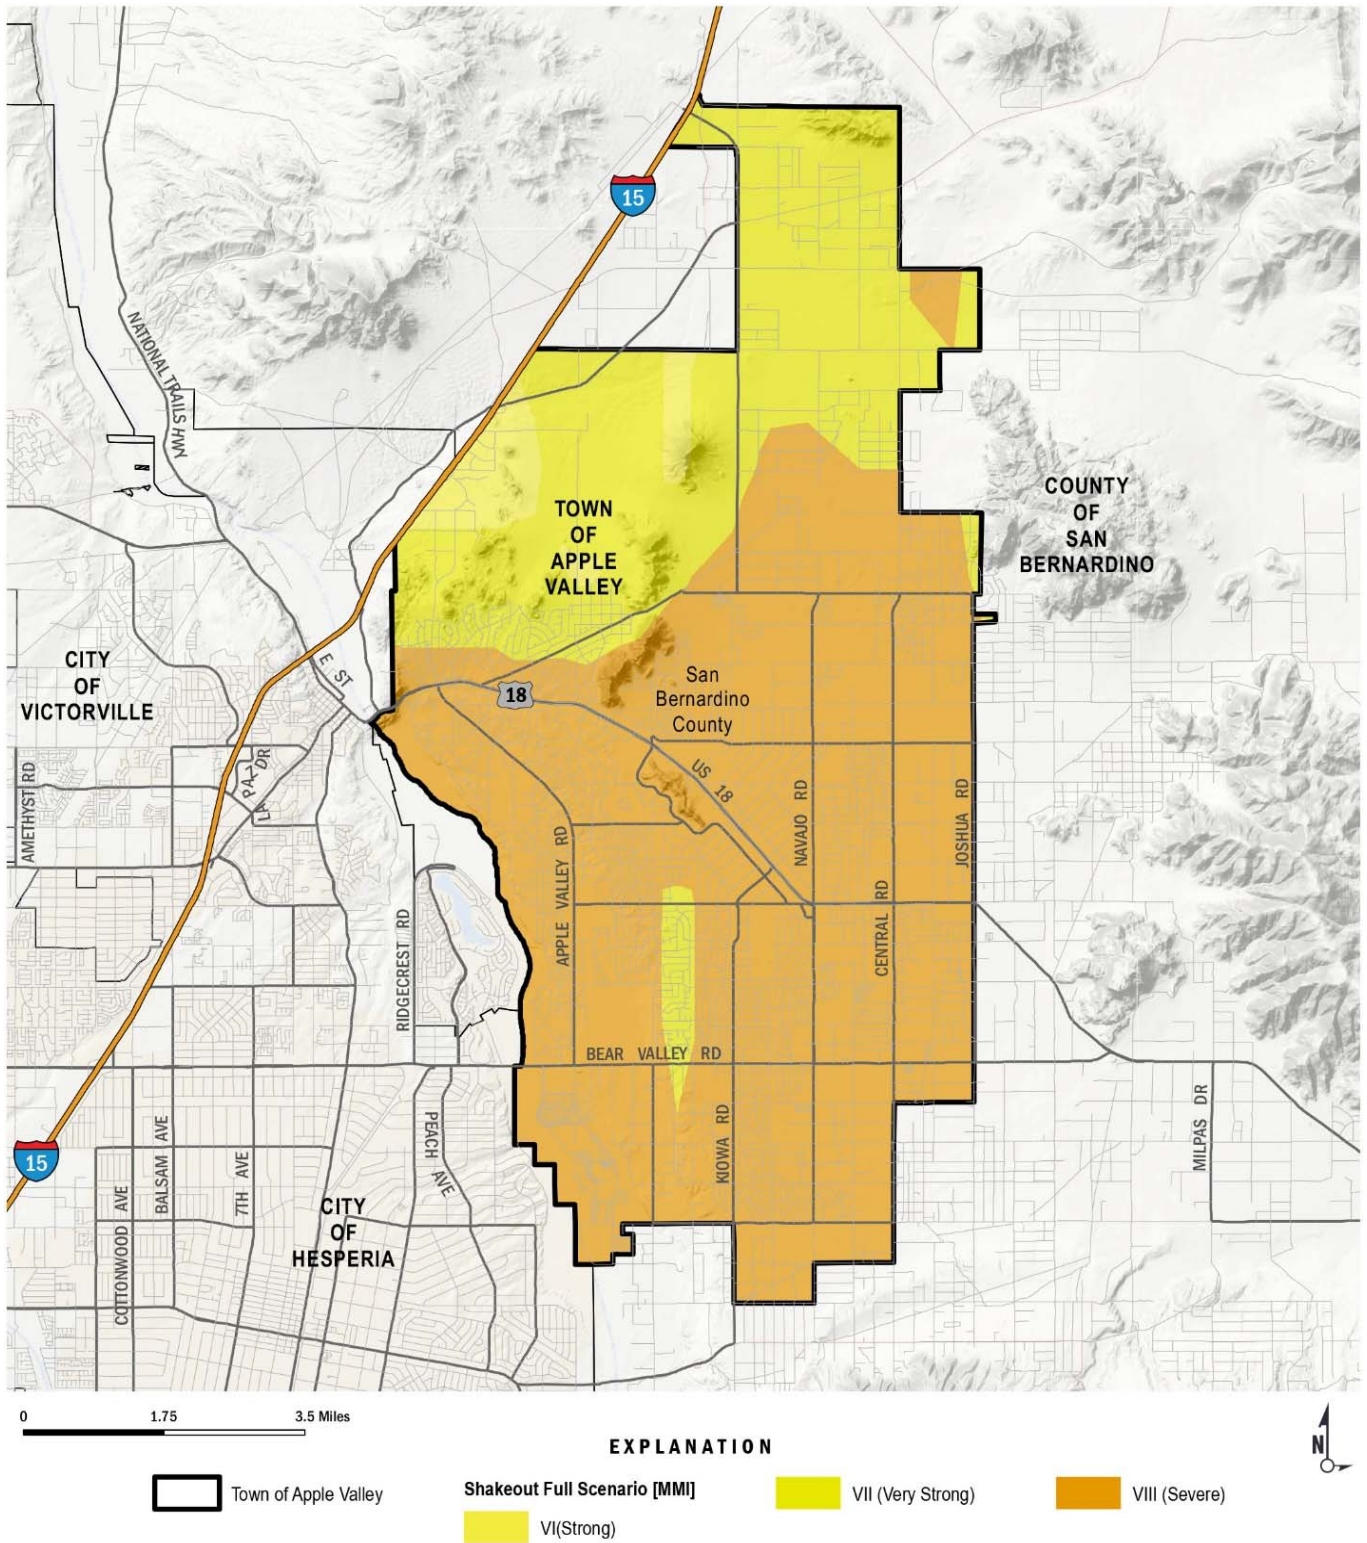 15
NATIONAL TRAILS HWY
TOWN
OF
APPLE
VALLEY
COUNTY
OF
SAN
BERNARDINO
CITY
OF
VICTORVILLE
E ST
18
San
Bernardino
County
US 18
AMETHYST RD
LA PAZ DR
NAVAJO RD
JOSHUA RD
APPLE VALLEY RD
CENTRAL RD
RIDGECREST RD
BEAR VALLEY RD
KIOWA RD
MILPAS DR
PEACH AVE
15
BALSAM AVE
7TH AVE
COTTONWOOD AVE
CITY
OF
HESPERIA
0 1.75 3.5 Miles
N
EXPLANATION
Town of Apple Valley
Shakeout Full Scenario [MMI]
VI(Strong)
VII (Very Strong)
VIII (Severe)